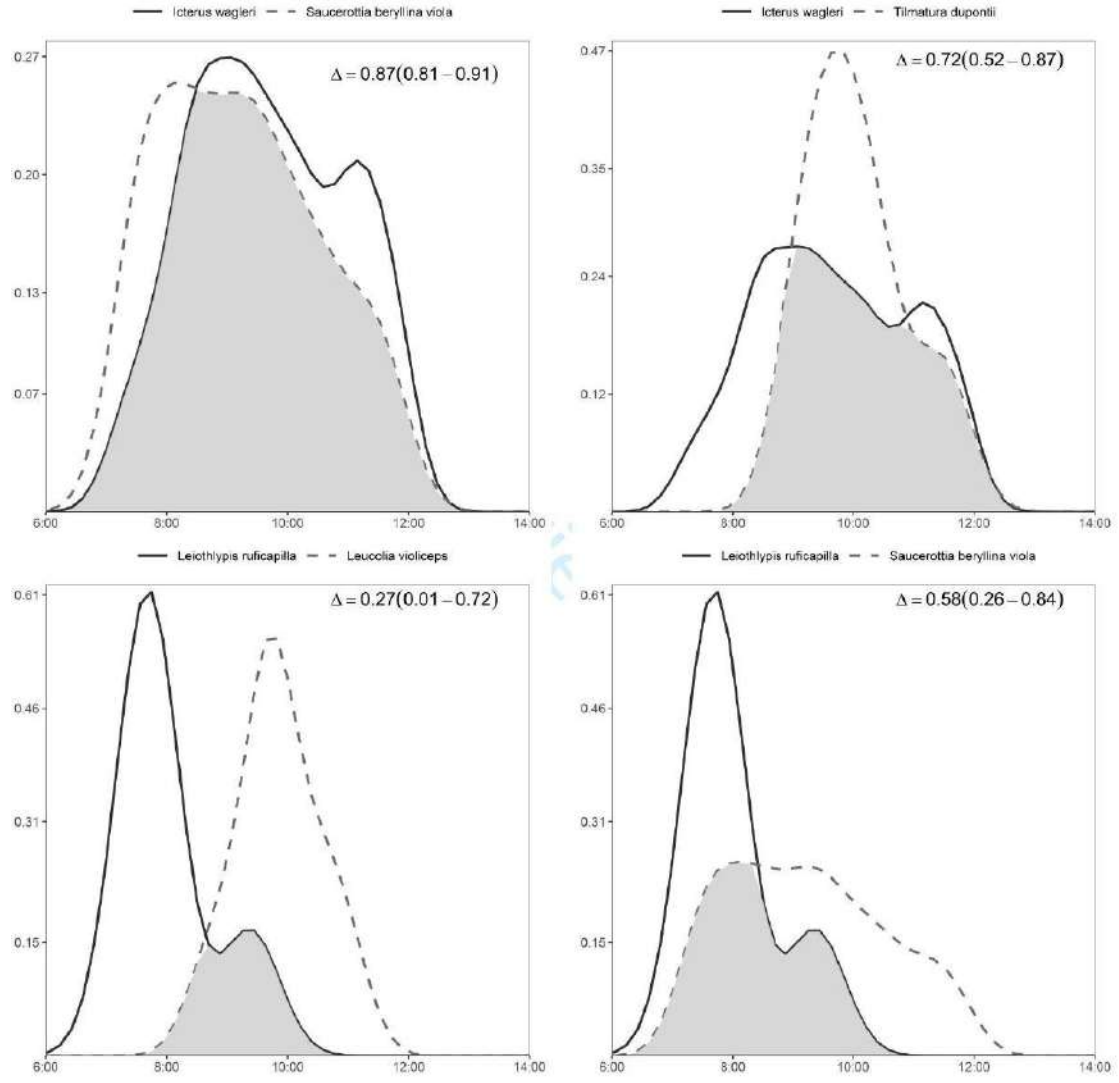 Icterus wagleri Saucerottia beryllina viola
Δ = 0.87(0.81 – 0.91)
0.27
0.20
0.13
0.07
6:00 8:00 10:00 12:00 14:00
Icterus wagleri Tilmatura dupontii
Δ = 0.72(0.52 – 0.87)
0.47
0.35
0.24
0.12
6:00 8:00 10:00 12:00 14:00
Leiothlypis ruficapilla Leucolia violiceps
Δ = 0.27(0.01 – 0.72)
0.61
0.46
0.31
0.15
6:00 8:00 10:00 12:00 14:00
Leiothlypis ruficapilla Saucerottia beryllina viola
Δ = 0.58(0.26 – 0.84)
0.61
0.46
0.31
0.15
6:00 8:00 10:00 12:00 14:00